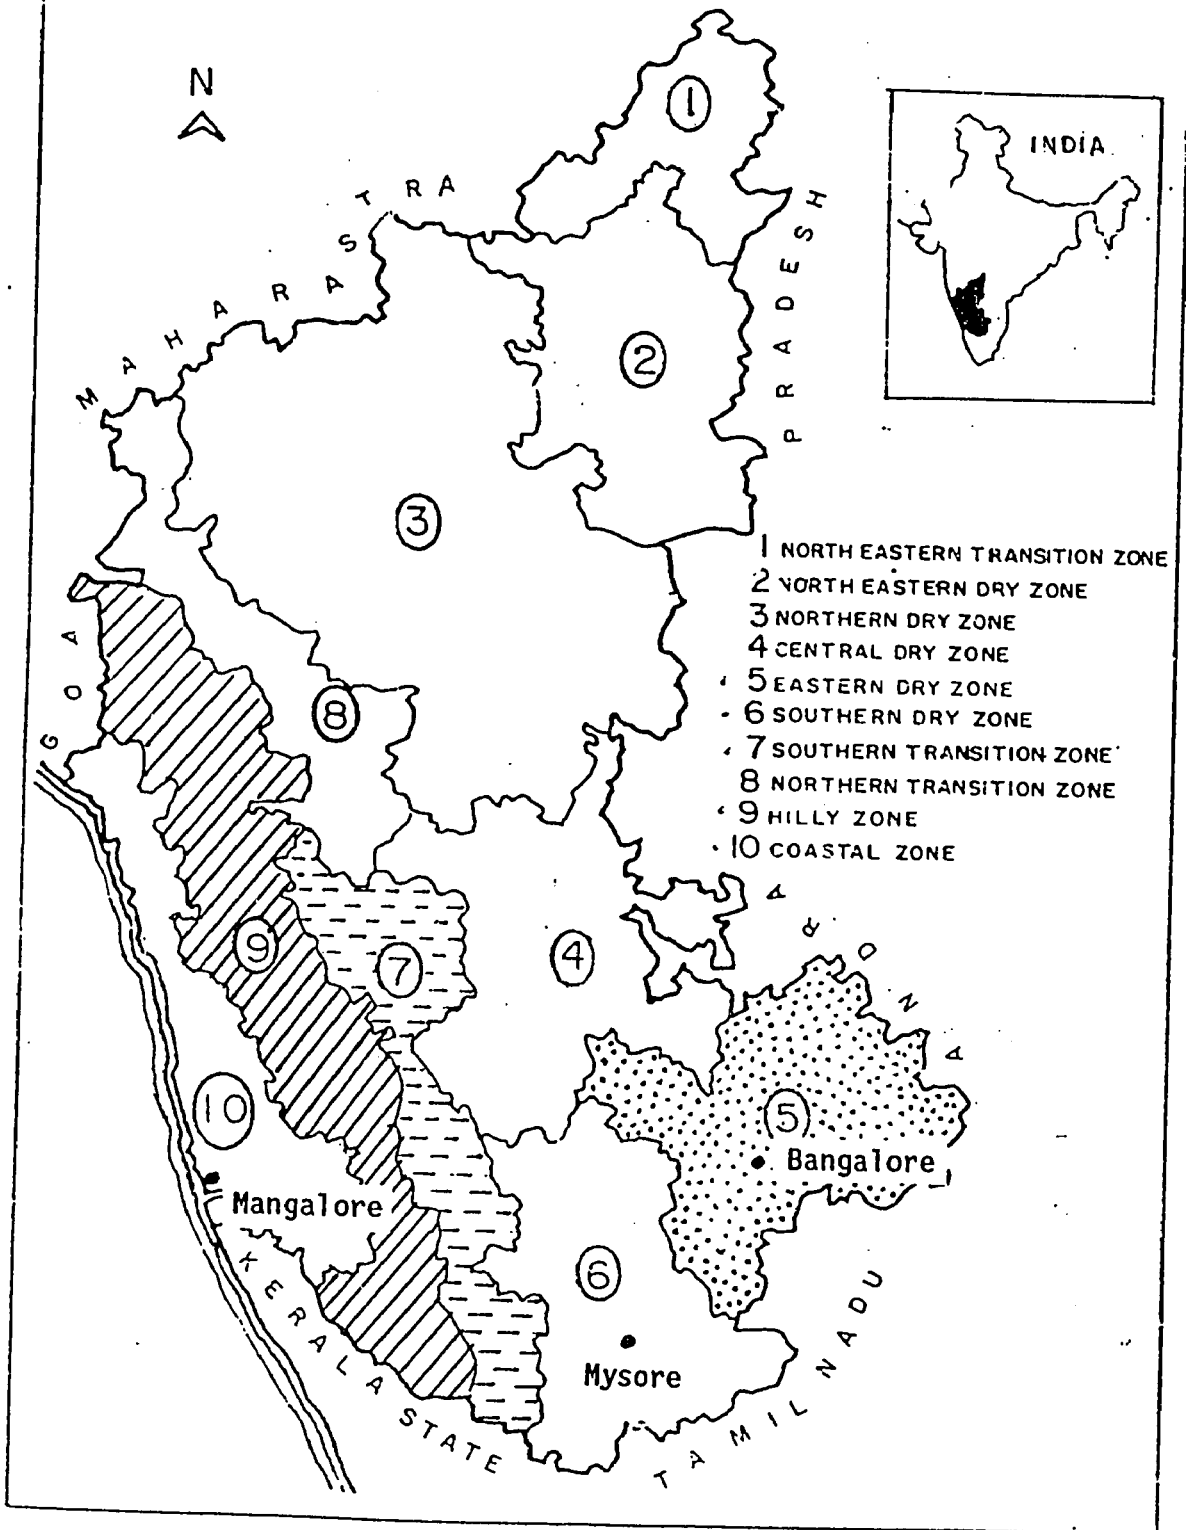 N
INDIA
MAHARASTRA
PRADESH
1
2
3
1 NORTH EASTERN TRANSITION ZONE
2 NORTH EASTERN DRY ZONE
3 NORTHERN DRY ZONE
4 CENTRAL DRY ZONE
5 EASTERN DRY ZONE
6 SOUTHERN DRY ZONE
7 SOUTHERN TRANSITION ZONE
8 NORTHERN TRANSITION ZONE
9 HILLY ZONE
10 COASTAL ZONE
GOA
8
9
7
4
10
5
Bangalore
Mangalore
6
Mysore
KERALA STATE
TAMIL NADU